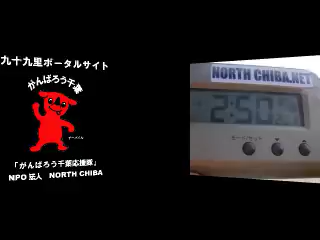 九十九里ポータルサイト
がんばろう千葉
「がんばろう千葉応援隊」
NPO 法人 NORTH CHIBA
NORTH CHIBA.NET
2:50